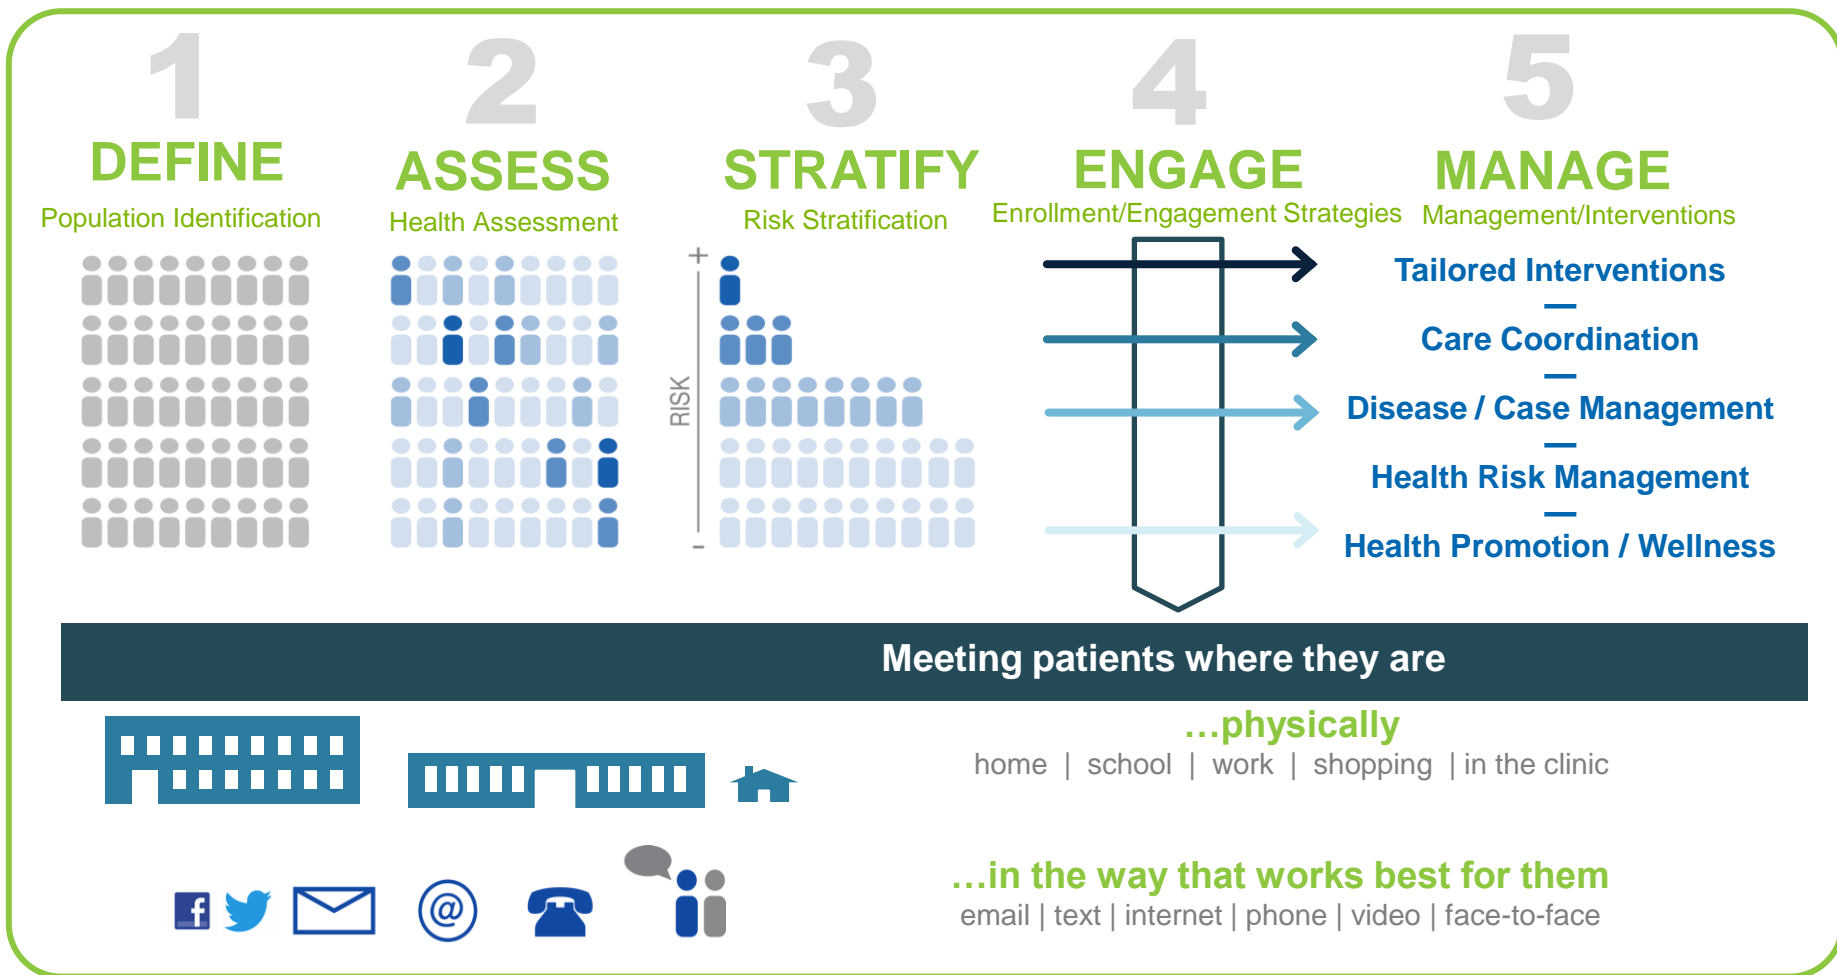 1
DEFINE
Population Identification
2
ASSESS
Health Assessment
3
STRATIFY
Risk Stratification
4
ENGAGE
Enrollment/Engagement Strategies
5
MANAGE
Management/Interventions
+
RISK
-
Tailored Interventions
—
Care Coordination
—
Disease / Case Management
—
Health Risk Management
—
Health Promotion / Wellness
Meeting patients where they are
…physically
home | school | work | shopping | in the clinic
f
@
…in the way that works best for them
email | text | internet | phone | video | face-to-face